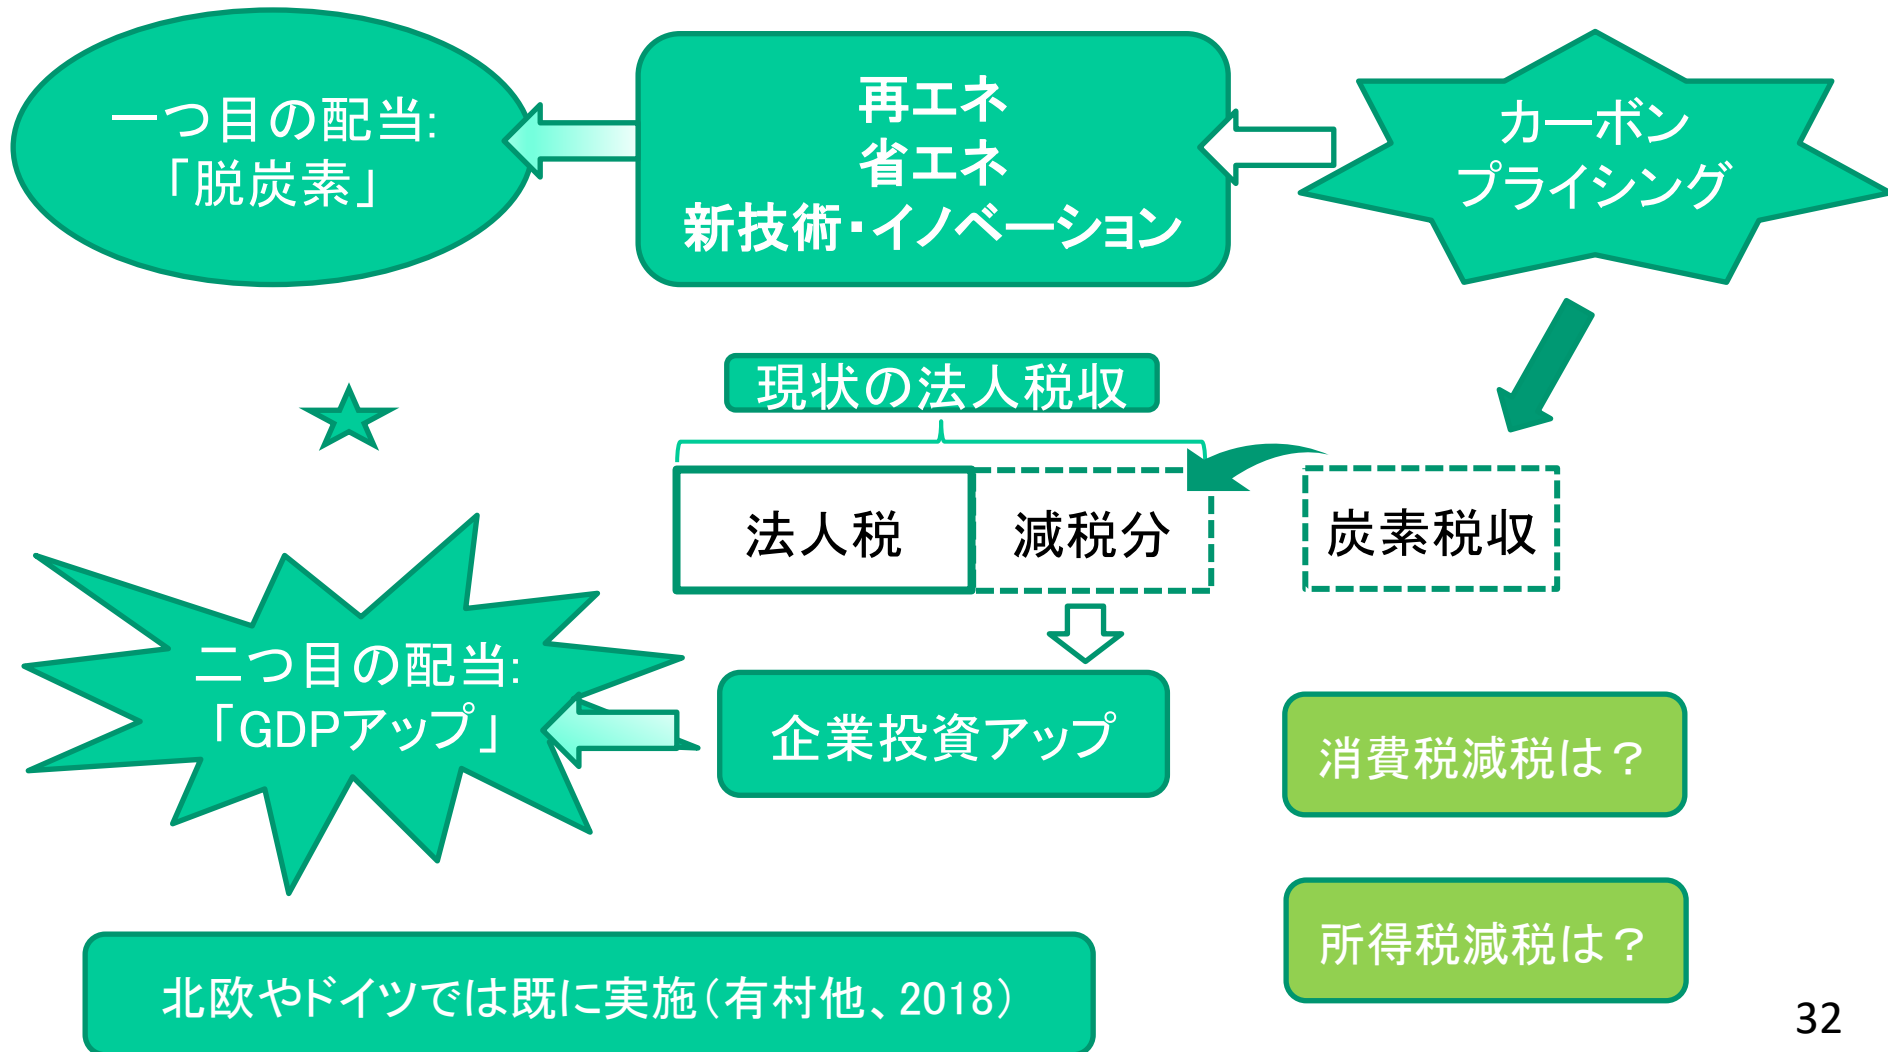 一つ目の配当:
「脱炭素」
再エネ
省エネ
新技術・イノベーション
カーボン
プライシング
現状の法人税収
法人税
減税分
炭素税収
二つ目の配当:
「GDPアップ」
企業投資アップ
消費税減税は？
所得税減税は？
北欧やドイツでは既に実施（有村他、2018）
32